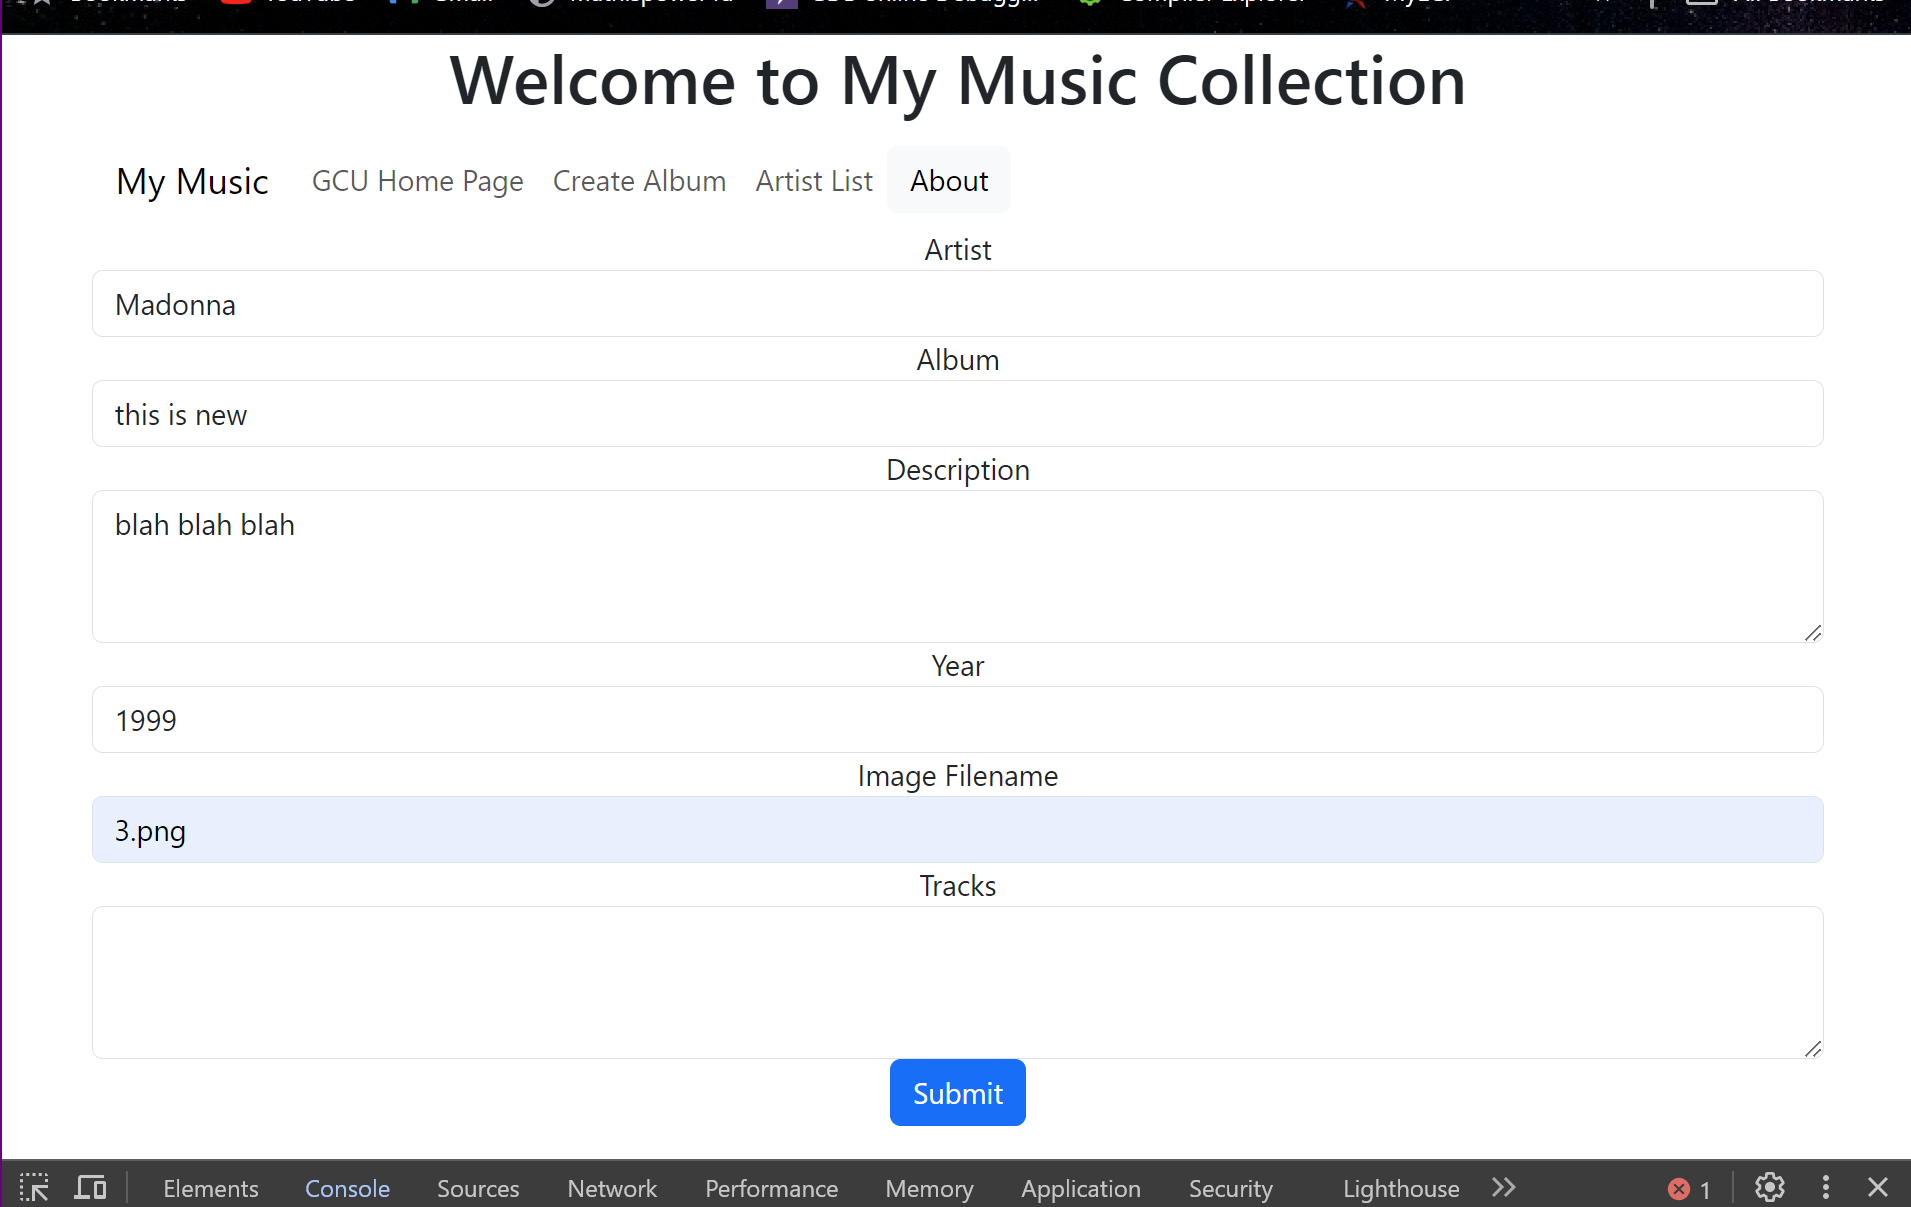 Welcome to My Music Collection
My Music GCU Home Page Create Album Artist List About
Artist
Madonna
Album
this is new
Description
blah blah blah
Year
1999
Image Filename
3.png
Tracks
Submit
Elements Console Sources Network Performance Memory Application Security Lighthouse 1